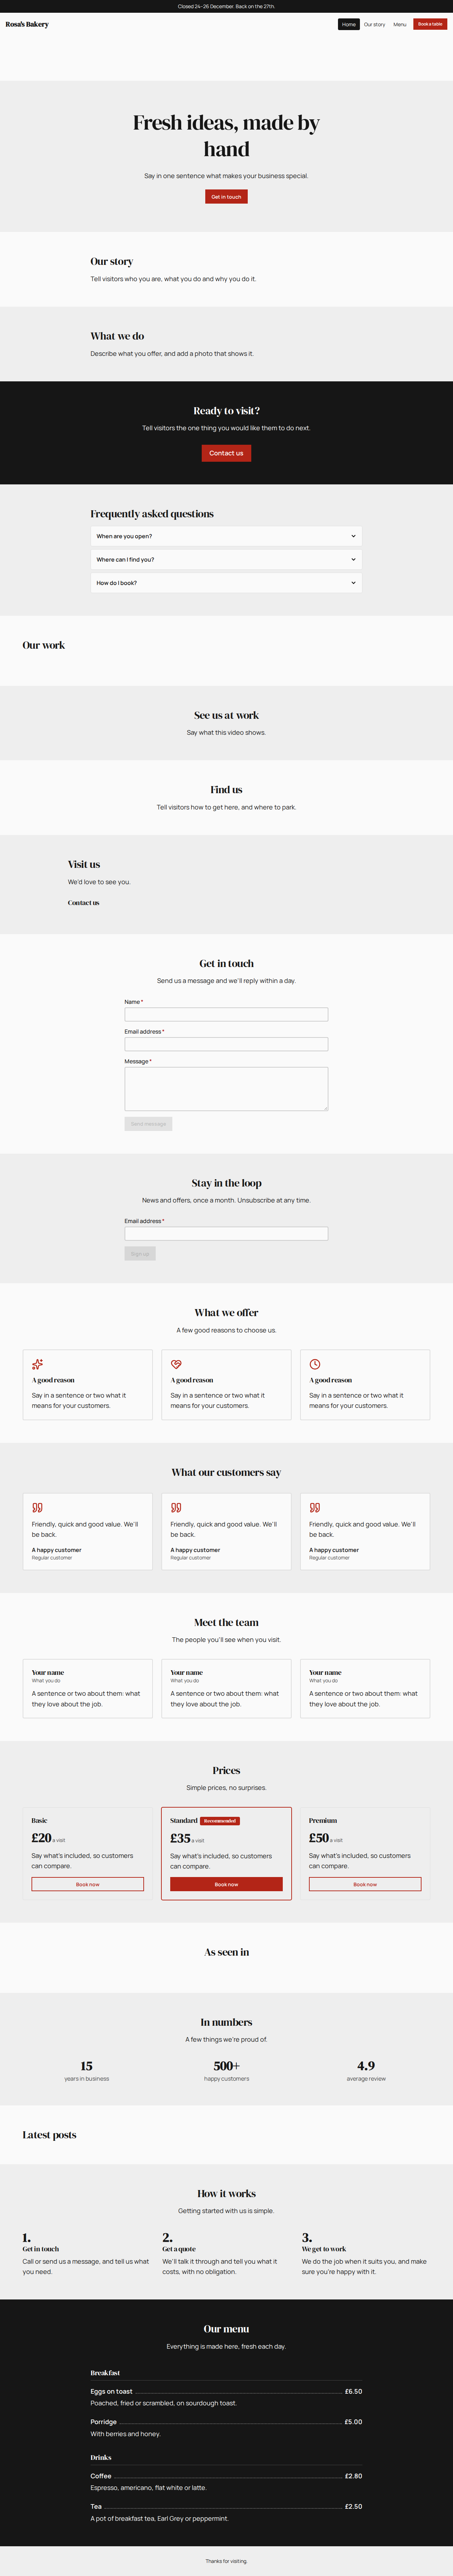 Closed 24–26 December. Back on the 27th.
Rosa's Bakery
Home
Our story
Menu
Book a table
Fresh ideas, made by
hand
Say in one sentence what makes your business special.
Get in touch
Our story
Tell visitors who you are, what you do and why you do it.
What we do
Describe what you offer, and add a photo that shows it.
Ready to visit?
Tell visitors the one thing you would like them to do next.
Contact us
Frequently asked questions
When are you open?
Where can I find you?
How do I book?
Our work
See us at work
Say what this video shows.
Find us
Tell visitors how to get here, and where to park.
Visit us
We'd love to see you.
Contact us
Get in touch
Send us a message and we'll reply within a day.
Name *
Email address *
Message *
Send message
Stay in the loop
News and offers, once a month. Unsubscribe at any time.
Email address *
Sign up
What we offer
A few good reasons to choose us.
A good reason
Say in a sentence or two what it
means for your customers.
A good reason
Say in a sentence or two what it
means for your customers.
A good reason
Say in a sentence or two what it
means for your customers.
What our customers say
Friendly, quick and good value. We'll
be back.
A happy customer
Regular customer
Friendly, quick and good value. We'll
be back.
A happy customer
Regular customer
Friendly, quick and good value. We'll
be back.
A happy customer
Regular customer
Meet the team
The people you'll see when you visit.
Your name
What you do
A sentence or two about them: what
they love about the job.
Your name
What you do
A sentence or two about them: what
they love about the job.
Your name
What you do
A sentence or two about them: what
they love about the job.
Prices
Simple prices, no surprises.
Basic
£20 a visit
Say what's included, so customers
can compare.
Book now
Standard Recommended
£35 a visit
Say what's included, so customers
can compare.
Book now
Premium
£50 a visit
Say what's included, so customers
can compare.
Book now
As seen in
In numbers
A few things we're proud of.
15
years in business
500+
happy customers
4.9
average review
Latest posts
How it works
Getting started with us is simple.
1.
Get in touch
Call or send us a message, and tell us what
you need.
2.
Get a quote
We'll talk it through and tell you what it
costs, with no obligation.
3.
We get to work
We do the job when it suits you, and make
sure you're happy with it.
Our menu
Everything is made here, fresh each day.
Breakfast
Eggs on toast £6.50
Poached, fried or scrambled, on sourdough toast.
Porridge £5.00
With berries and honey.
Drinks
Coffee £2.80
Espresso, americano, flat white or latte.
Tea £2.50
A pot of breakfast tea, Earl Grey or peppermint.
Thanks for visiting.